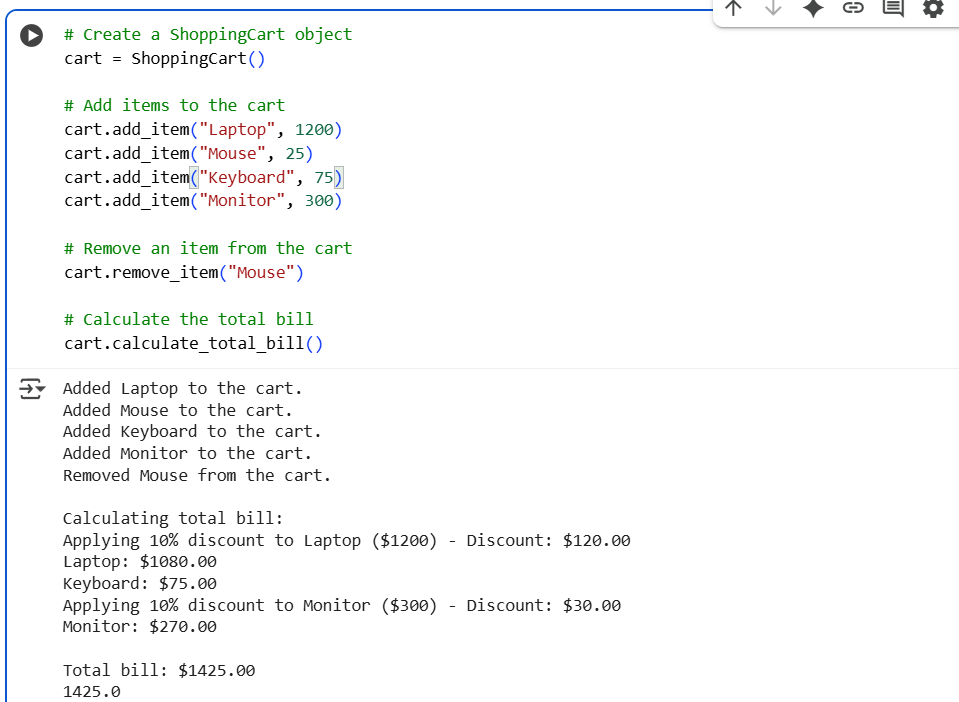 # Create a ShoppingCart object
cart = ShoppingCart()
# Add items to the cart
cart.add_item("Laptop", 1200)
cart.add_item("Mouse", 25)
cart.add_item("Keyboard", 75)
cart.add_item("Monitor", 300)
# Remove an item from the cart
cart.remove_item("Mouse")
# Calculate the total bill
cart.calculate_total_bill()
Added Laptop to the cart.
Added Mouse to the cart.
Added Keyboard to the cart.
Added Monitor to the cart.
Removed Mouse from the cart.
Calculating total bill:
Applying 10% discount to Laptop ($1200) - Discount: $120.00
Laptop: $1080.00
Keyboard: $75.00
Applying 10% discount to Monitor ($300) - Discount: $30.00
Monitor: $270.00
Total bill: $1425.00
1425.0